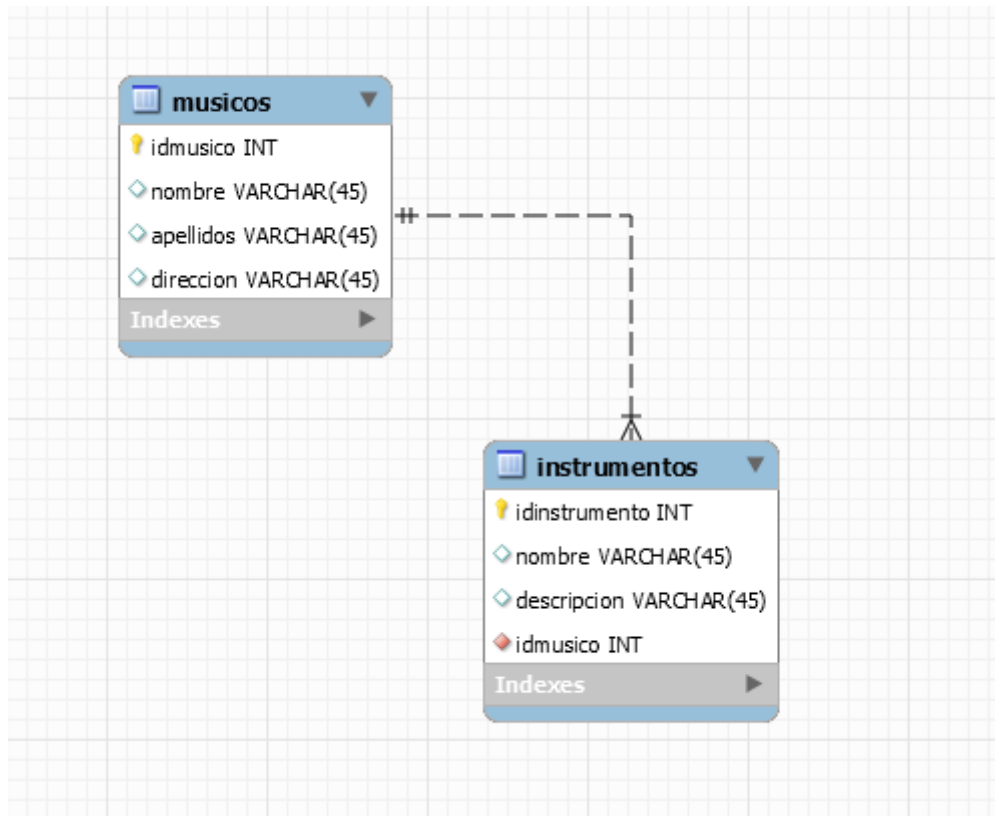 musicos
idmusico INT
nombre VARCHAR(45)
apellidos VARCHAR(45)
direccion VARCHAR(45)
Indexes
instrumentos
idinstrumento INT
nombre VARCHAR(45)
descripcion VARCHAR(45)
idmusico INT
Indexes